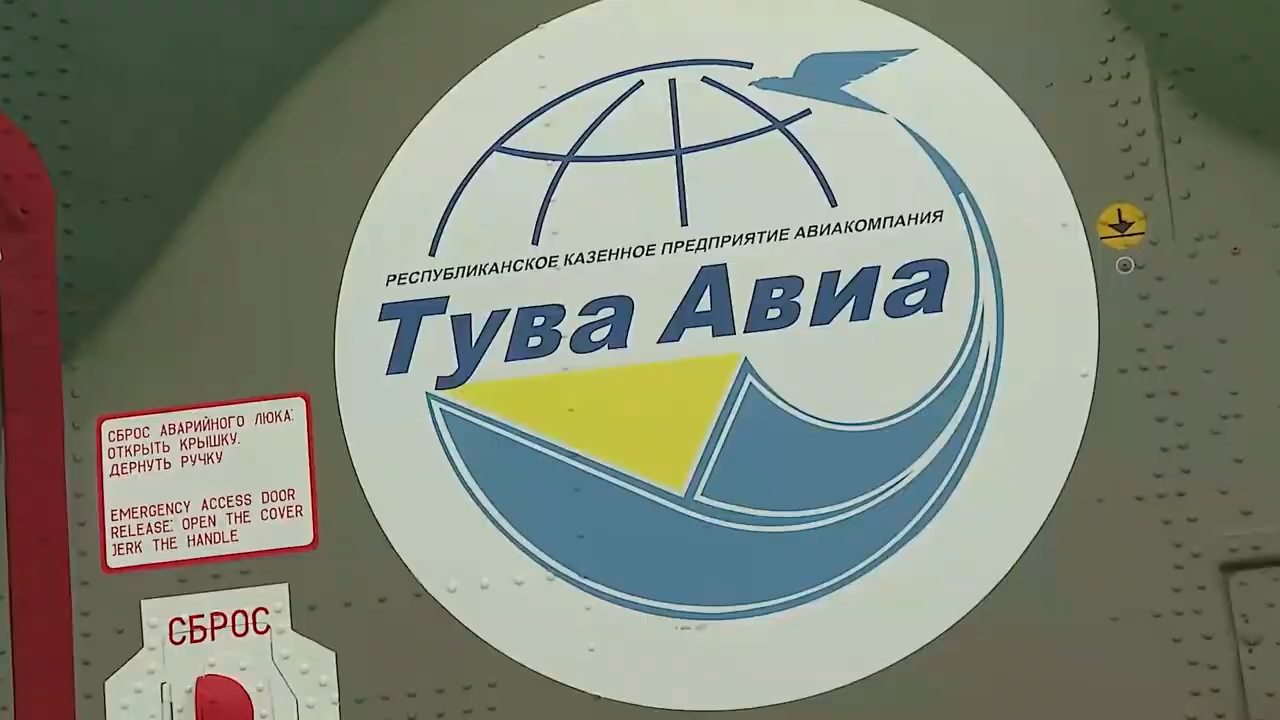 РЕСПУБЛИКАНСКОЕ КАЗЕННОЕ ПРЕДПРИЯТИЕ АВИАКОМПАНИЯ
Тува Авиа
СБРОС АВАРИЙНОГО ЛЮКА:
ОТКРЫТЬ КРЫШКУ.
ДЕРНУТЬ РУЧКУ
EMERGENCY ACCESS DOOR
RELEASE: OPEN THE COVER
JERK THE HANDLE
СБРОС